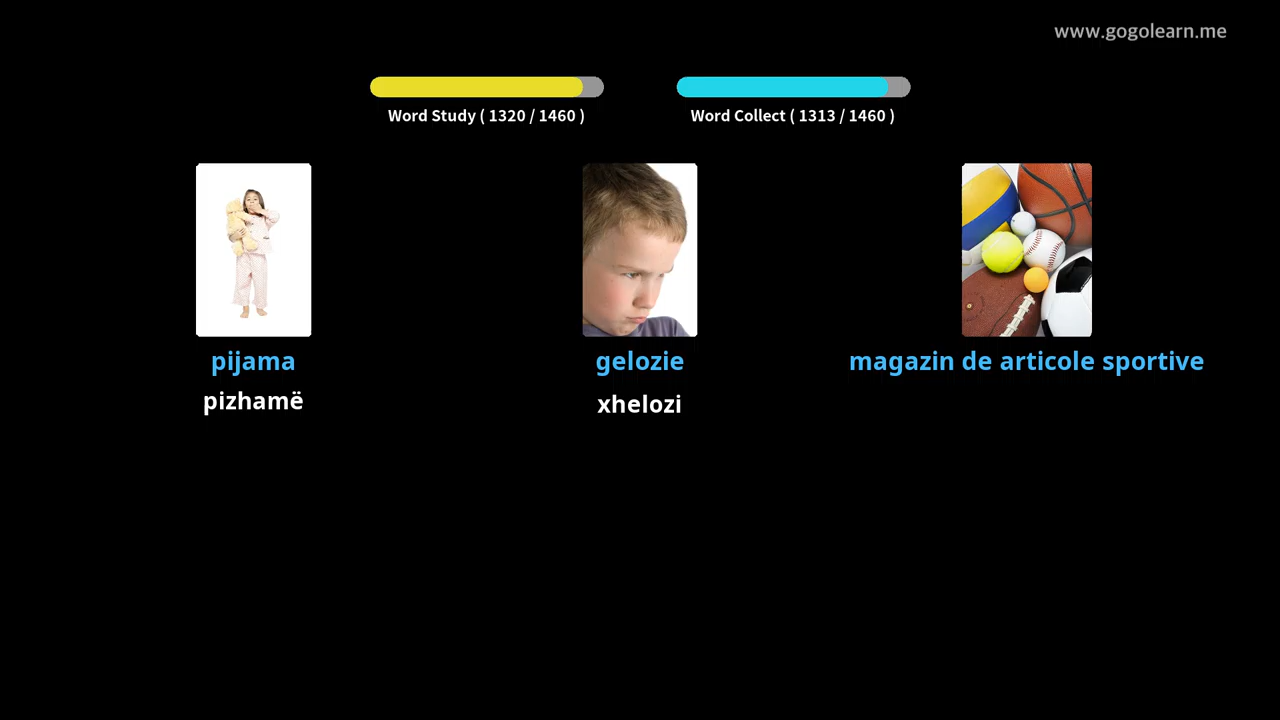 www.gogolearn.me
Word Study ( 1320 / 1460 )
Word Collect ( 1313 / 1460 )
pijama
pizhamë
gelozie
xhelozi
magazin de articole sportive